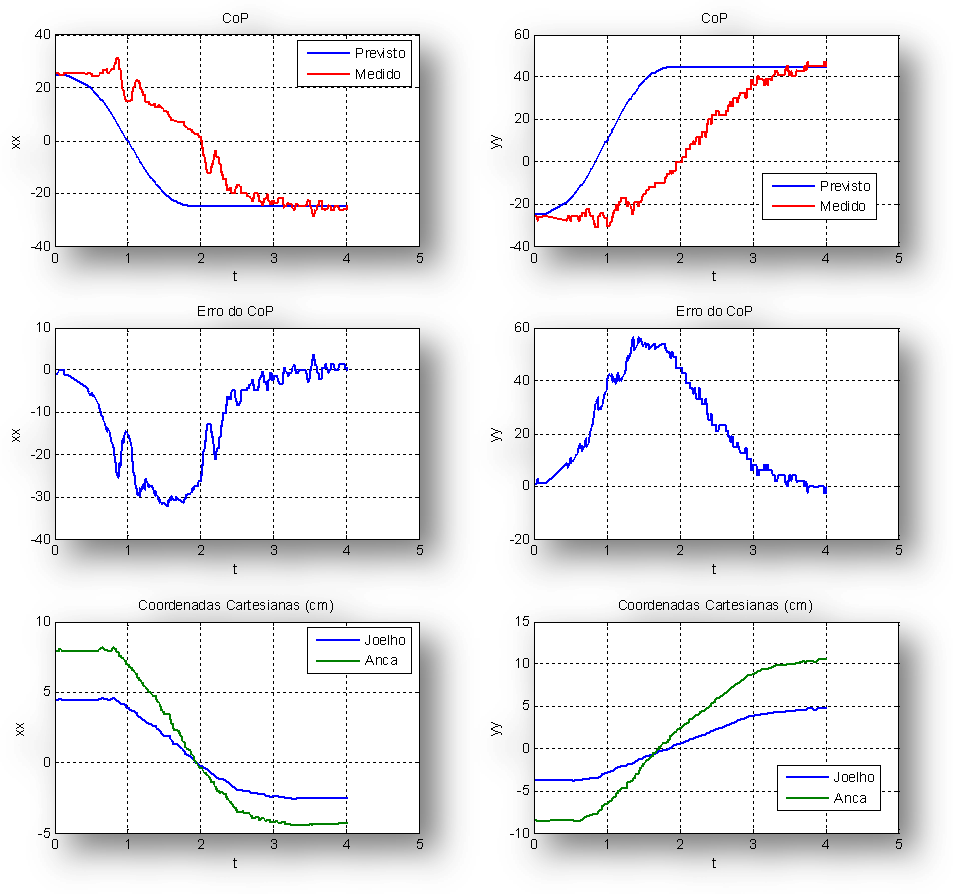 CoP
40
20
0
-20
-40
xx
0 1 2 3 4 5
t
Previsto
Medido
CoP
60
40
20
0
-20
-40
yy
0 1 2 3 4 5
t
Previsto
Medido
Erro do CoP
10
0
-10
-20
-30
-40
xx
0 1 2 3 4 5
t
Erro do CoP
60
40
20
0
-20
yy
0 1 2 3 4 5
t
Coordenadas Cartesianas (cm)
10
5
0
-5
xx
0 1 2 3 4 5
t
Joelho
Anca
Coordenadas Cartesianas (cm)
15
10
5
0
-5
-10
yy
0 1 2 3 4 5
t
Joelho
Anca